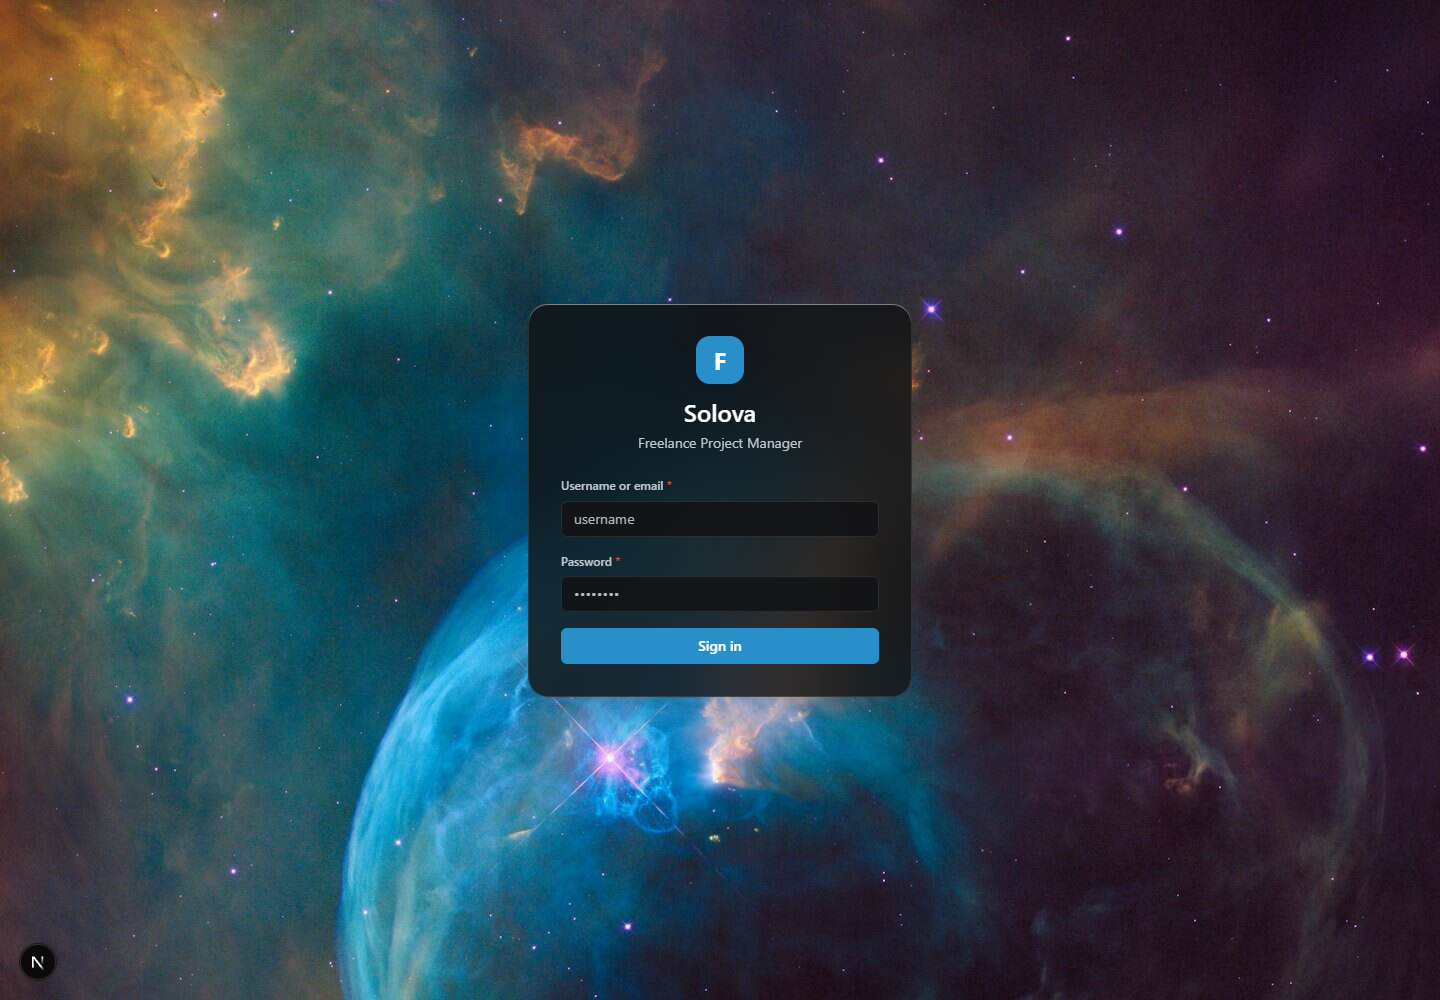 F
Solova
Freelance Project Manager
Username or email *
username
Password *
••••••••
Sign in
N